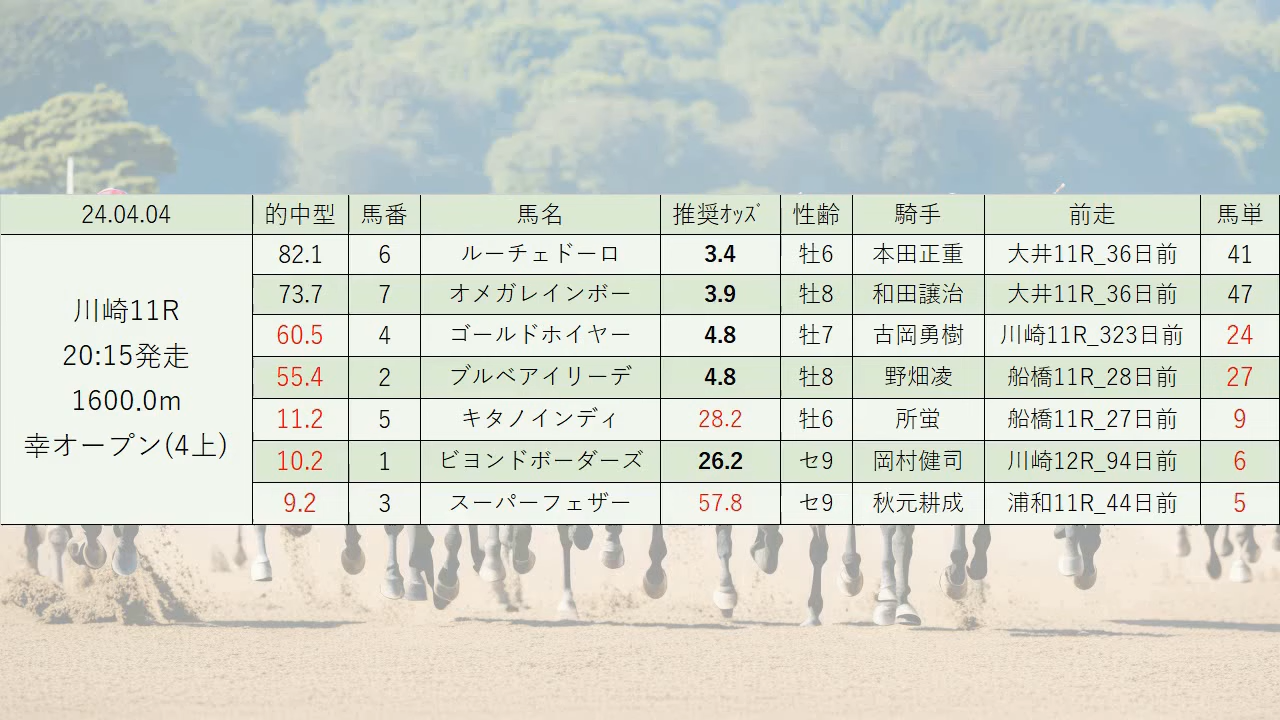 24.04.04 的中型 馬番 馬名 推奨ｵｯｽﾞ 性齢 騎手 前走 馬単
川崎11R
20:15発走
1600.0m
幸オープン(4上)
82.1 6 ルーチェドーロ 3.4 牡6 本田正重 大井11R_36日前 41
73.7 7 オメガレインボー 3.9 牡8 和田譲治 大井11R_36日前 47
60.5 4 ゴールドホイヤー 4.8 牡7 古岡勇樹 川崎11R_323日前 24
55.4 2 ブルベアイリーデ 4.8 牡8 野畑凌 船橋11R_28日前 27
11.2 5 キタノインディ 28.2 牡6 所蛍 船橋11R_27日前 9
10.2 1 ビヨンドボーダーズ 26.2 セ9 岡村健司 川崎12R_94日前 6
9.2 3 スーパーフェザー 57.8 セ9 秋元耕成 浦和11R_44日前 5